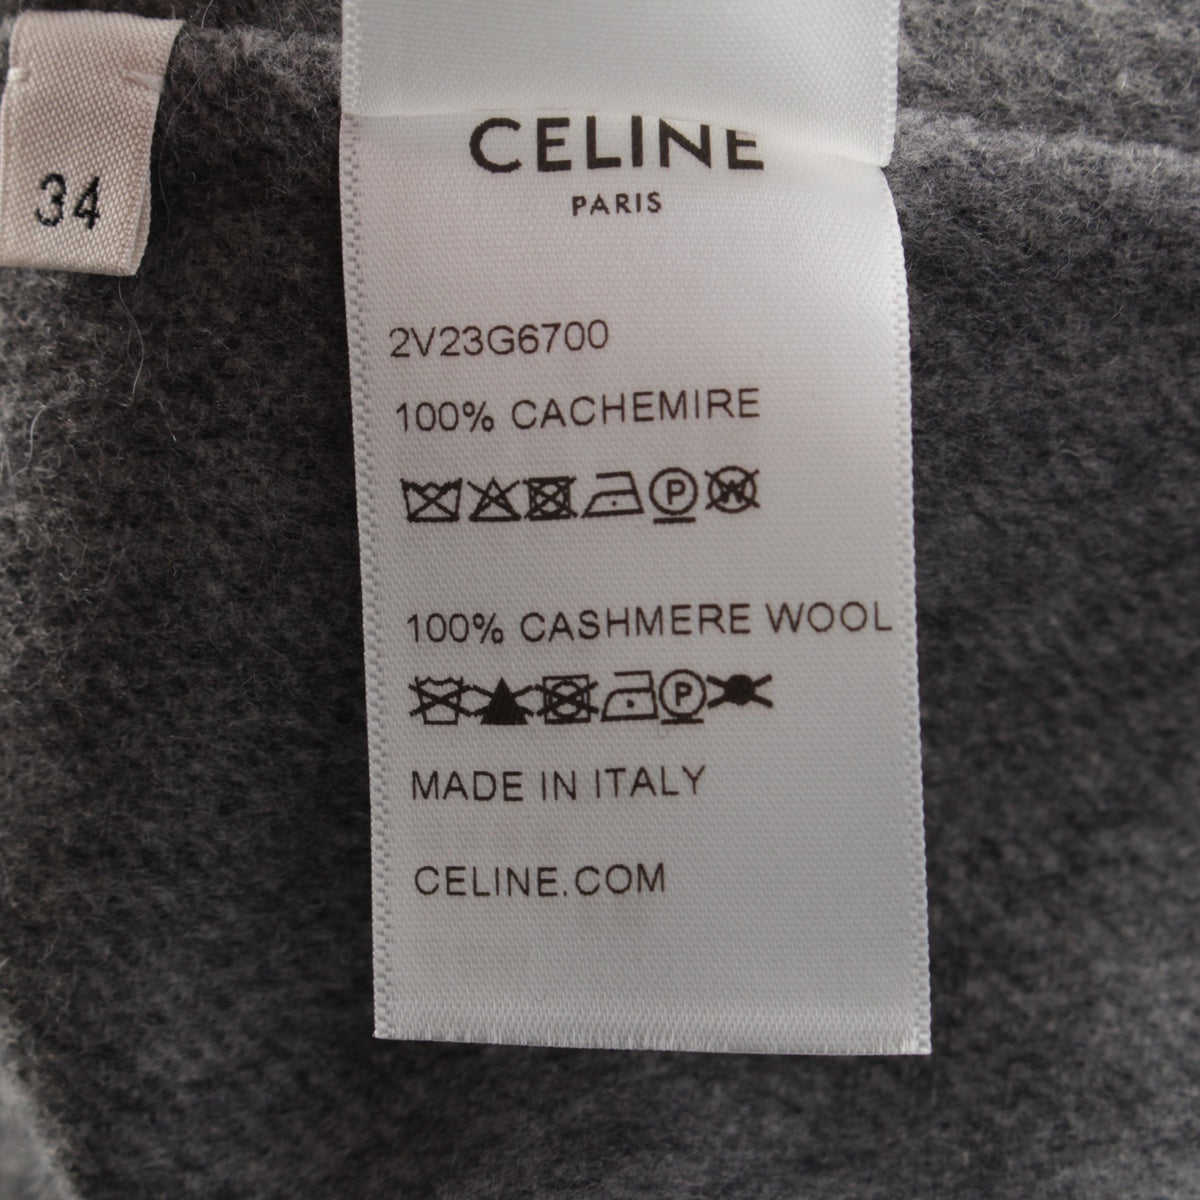 34
CELINE
PARIS
2V23G6700
100% CACHEMIRE
P W
100% CASHMERE WOOL
P
MADE IN ITALY
CELINE.COM